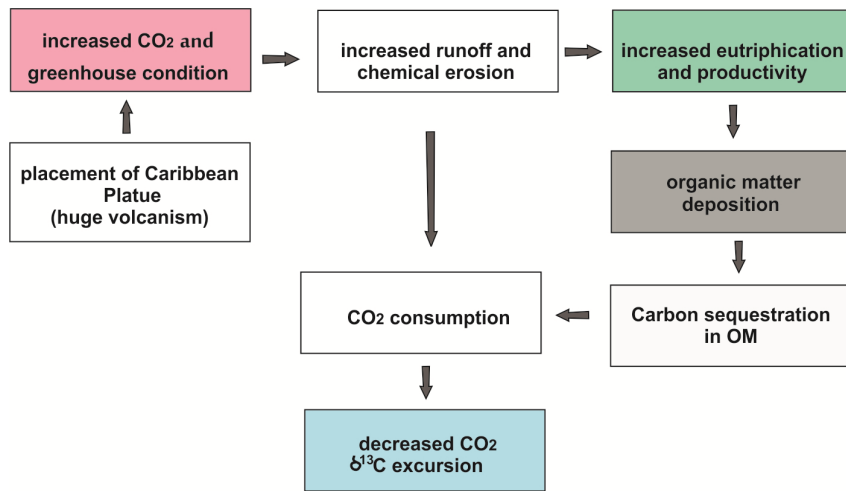 increased CO2 and
greenhouse condition
increased runoff and
chemical erosion
increased eutriphication
and productivity
placement of Caribbean
Platue
(huge volcanism)
organic matter
deposition
CO2 consumption
Carbon sequestration
in OM
decreased CO2
δ¹³C excursion